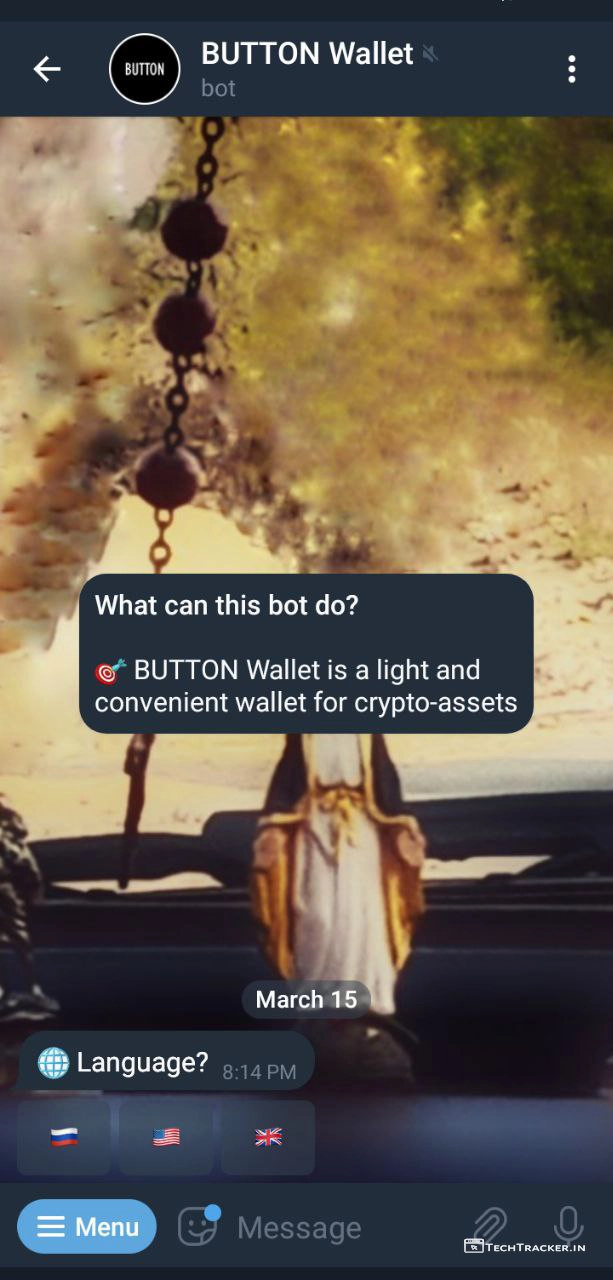 BUTTON
BUTTON Wallet
bot
What can this bot do?
🎯 BUTTON Wallet is a light and
convenient wallet for crypto-assets
March 15
🌐 Language? 8:14 PM
🇷🇺 🇺🇸 🇬🇧
Menu Message
TECHTRACKER.IN